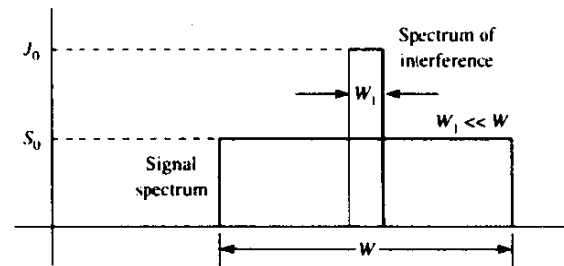 J₀
Spectrum of
interference
W₁
W₁ << W
S₀
Signal
spectrum
W